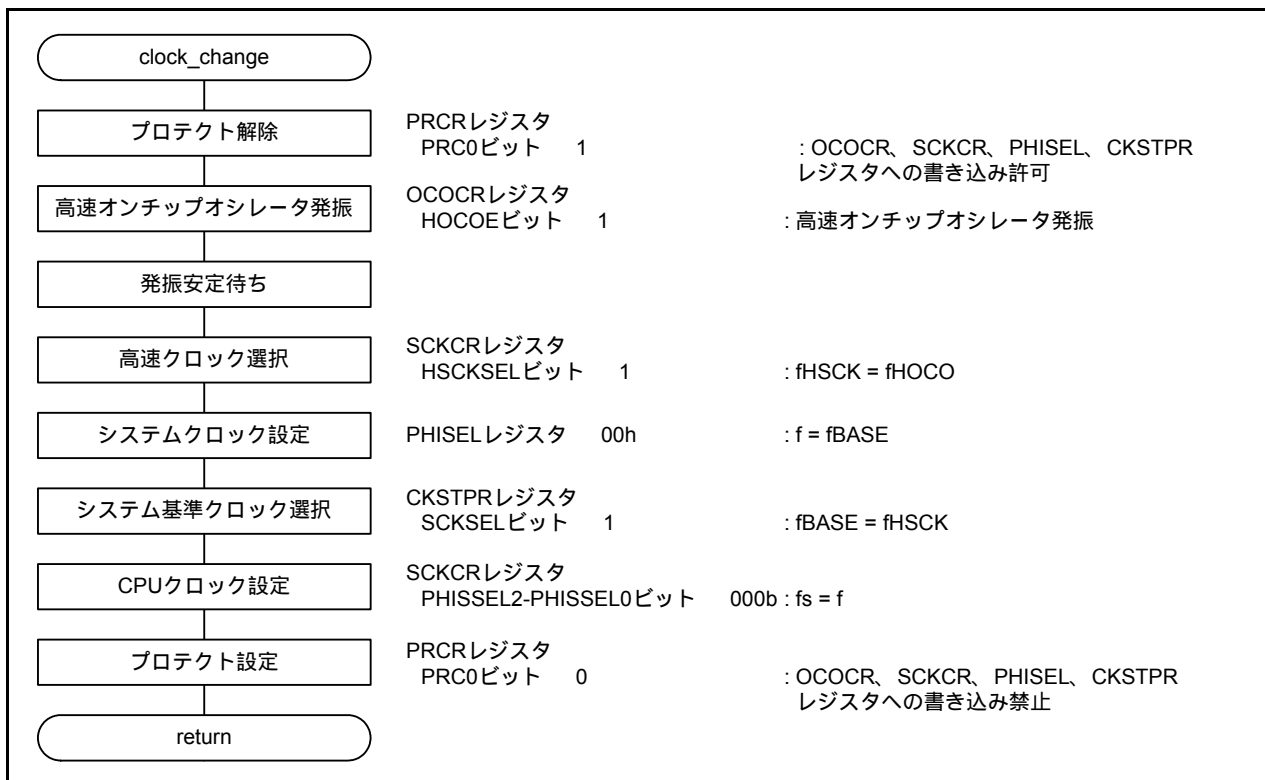 clock_change
プロテクト解除
PRCRレジスタ
PRC0ビット 1 : OCOCR、SCKCR、PHISEL、CKSTPR
レジスタへの書き込み許可
高速オンチップオシレータ発振
OCOCRレジスタ
HOCOEビット 1 : 高速オンチップオシレータ発振
発振安定待ち
高速クロック選択
SCKCRレジスタ
HSCKSELビット 1 : fHSCK = fHOCO
システムクロック設定
PHISELレジスタ 00h : f = fBASE
システム基準クロック選択
CKSTPRレジスタ
SCKSELビット 1 : fBASE = fHSCK
CPUクロック設定
SCKCRレジスタ
PHISSEL2-PHISSEL0ビット 000b : fs = f
プロテクト設定
PRCRレジスタ
PRC0ビット 0 : OCOCR、SCKCR、PHISEL、CKSTPR
レジスタへの書き込み禁止
return